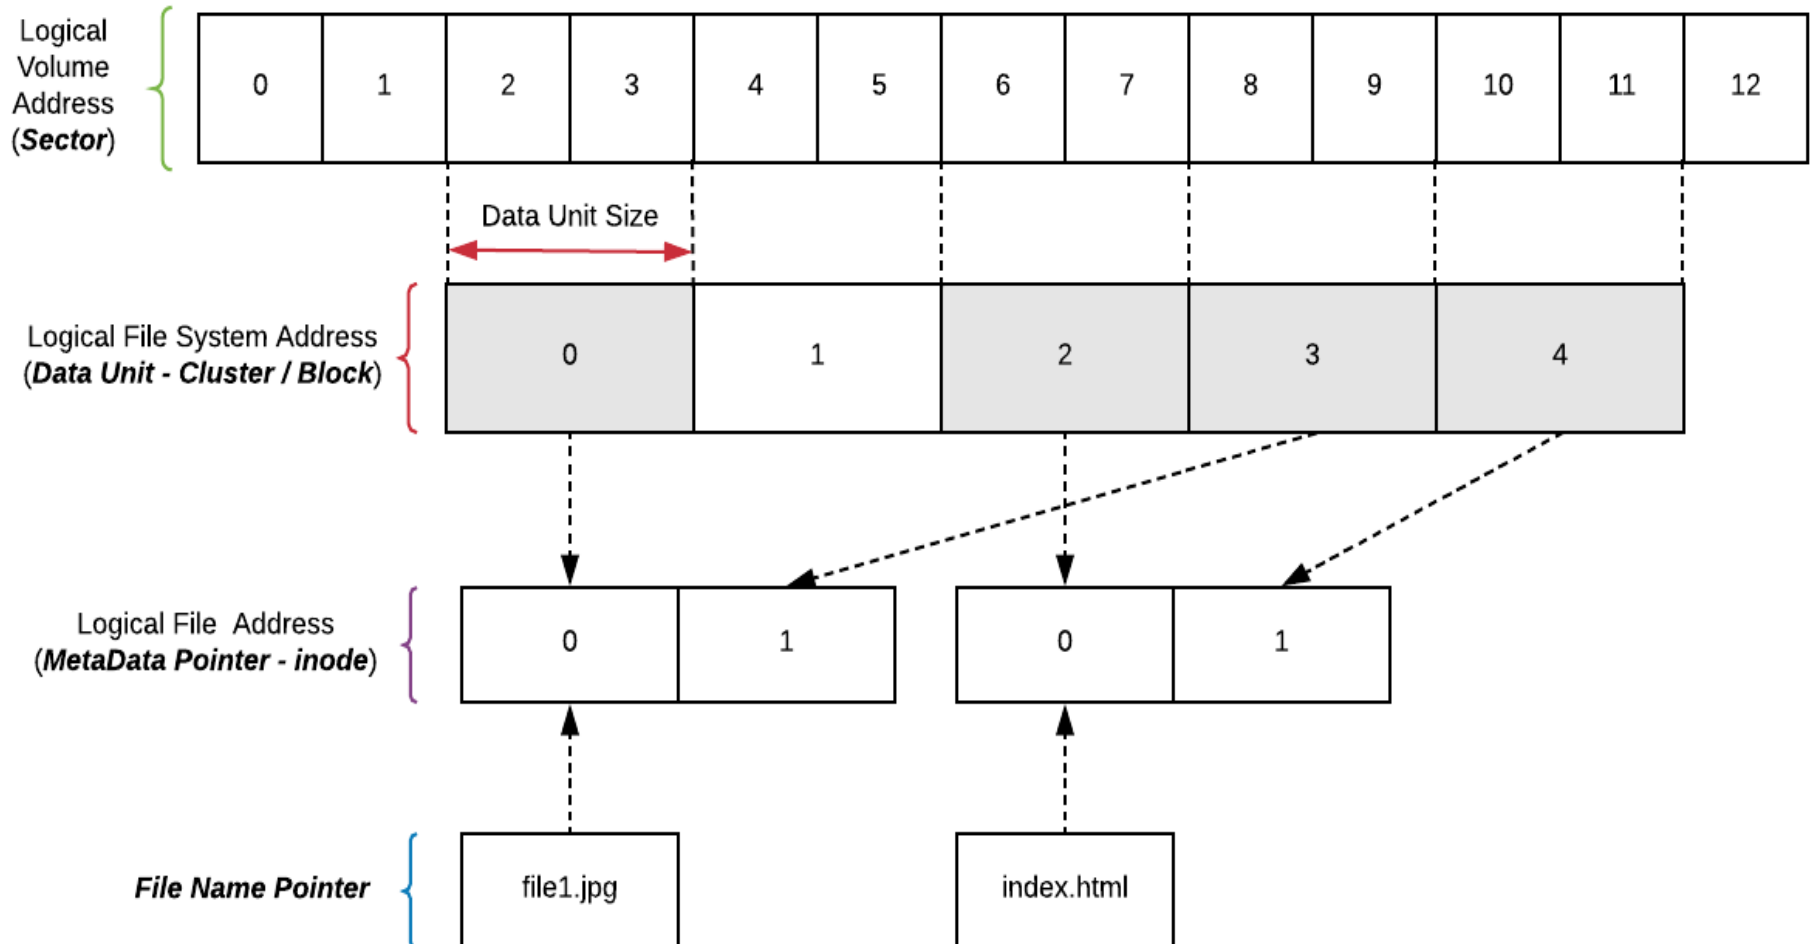 Logical
Volume
Address
(Sector)
0 1 2 3 4 5 6 7 8 9 10 11 12
Data Unit Size
Logical File System Address
(Data Unit - Cluster / Block)
0 1 2 3 4
Logical File Address
(MetaData Pointer - inode)
0 1 0 1
File Name Pointer
file1.jpg index.html